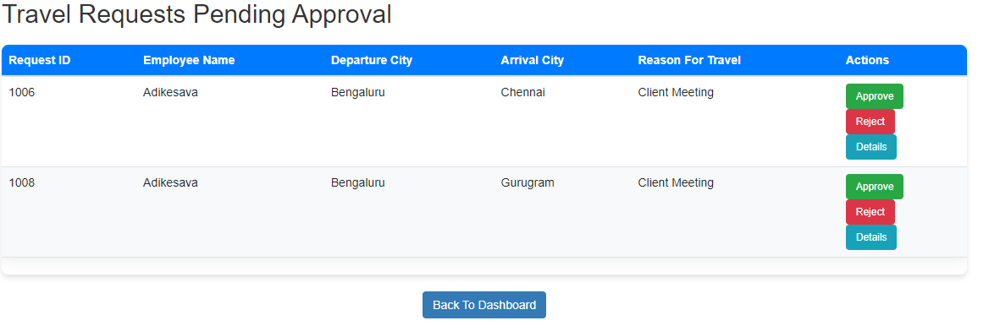 Travel Requests Pending Approval
Request ID Employee Name Departure City Arrival City Reason For Travel Actions
1006 Adikesava Bengaluru Chennai Client Meeting Approve
Reject
Details
1008 Adikesava Bengaluru Gurugram Client Meeting Approve
Reject
Details
Back To Dashboard